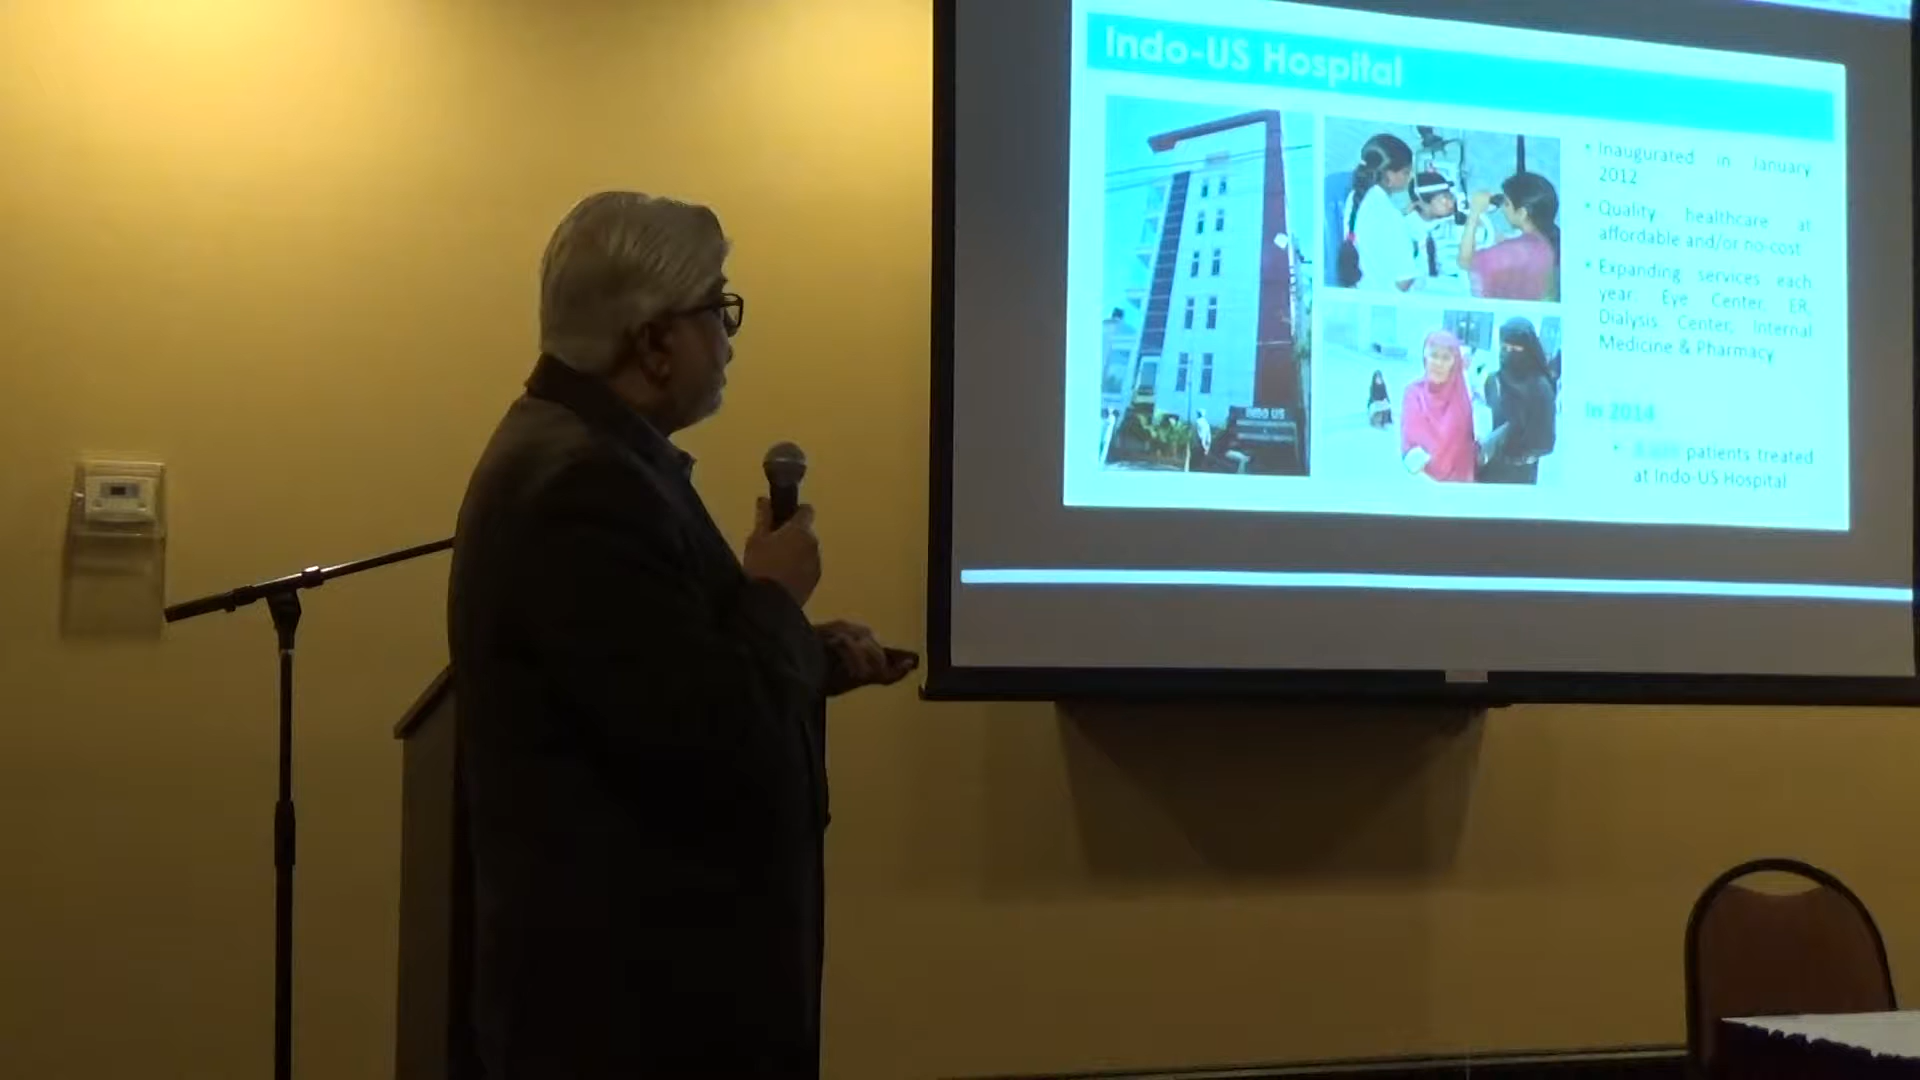 Indo-US Hospital
• Inaugurated in January
2012
• Quality healthcare at
affordable and/or no-cost
• Expanding services each
year. Eye Center, ER,
Dialysis Center, Internal
Medicine & Pharmacy
In 2014
• patients treated
at Indo-US Hospital
INDO US